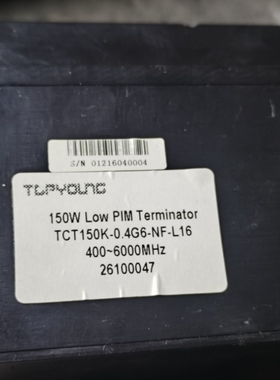 S/N 01216040004
TOPYOUNG
150W Low PIM Terminator
TCT150K-0.4G6-NF-L16
400~6000MHz
26100047